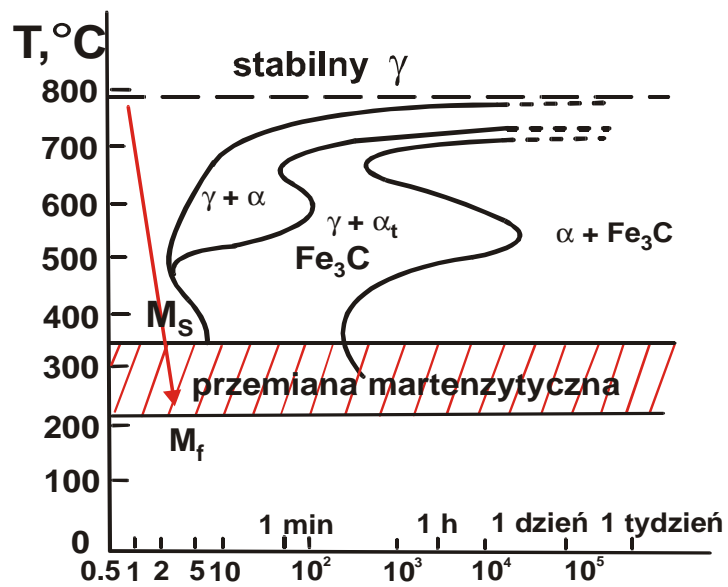 T,°C
stabilny γ
800
700
600
500
400
300
200
100
0
γ + α
γ + αₜ
Fe₃C
α + Fe₃C
Mₛ
przemiana martenzytyczna
M_f
1 min
1 h
1 dzień
1 tydzień
0.5 1 2 5 10 10² 10³ 10⁴ 10⁵